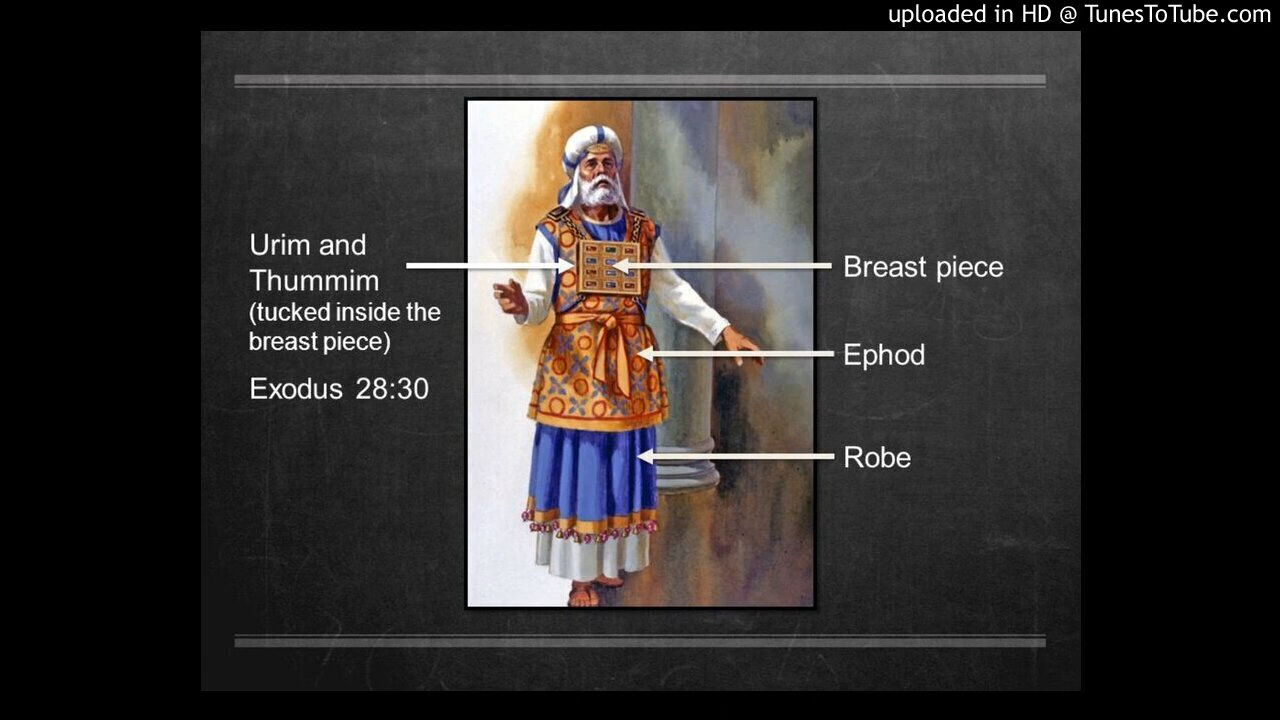 uploaded in HD @ TunesToTube.com
Urim and
Thummim
(tucked inside the
breast piece)
Exodus 28:30
Breast piece
Ephod
Robe